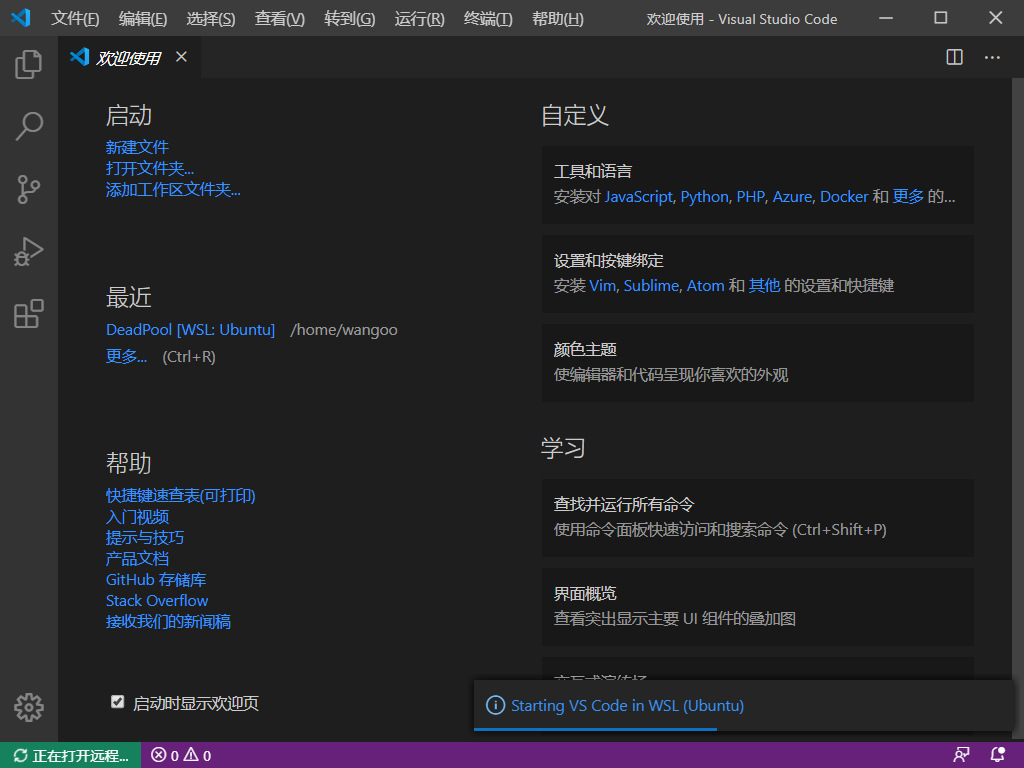 文件(F) 编辑(E) 选择(S) 查看(V) 转到(G) 运行(R) 终端(T) 帮助(H) 欢迎使用 - Visual Studio Code
欢迎使用
启动
新建文件
打开文件夹...
添加工作区文件夹...
最近
DeadPool [WSL: Ubuntu] /home/wangoo
更多... (Ctrl+R)
帮助
快捷键速查表(可打印)
入门视频
提示与技巧
产品文档
GitHub 存储库
Stack Overflow
接收我们的新闻稿
启动时显示欢迎页
自定义
工具和语言
安装对 JavaScript, Python, PHP, Azure, Docker 和 更多 的...
设置和按键绑定
安装 Vim, Sublime, Atom 和 其他 的设置和快捷键
颜色主题
使编辑器和代码呈现你喜欢的外观
学习
查找并运行所有命令
使用命令面板快速访问和搜索命令 (Ctrl+Shift+P)
界面概览
查看突出显示主要 UI 组件的叠加图
Starting VS Code in WSL (Ubuntu)
正在打开远程... 0 0